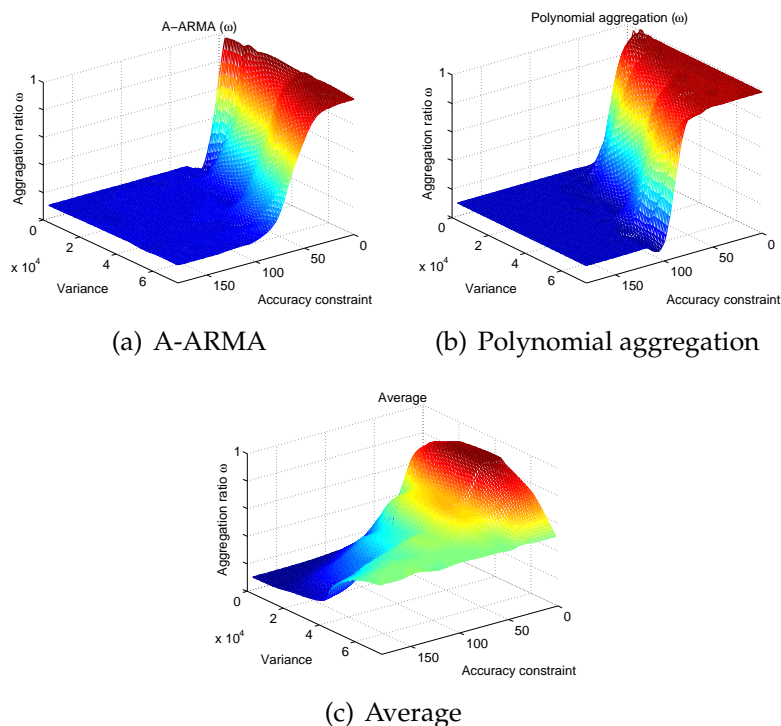 A−ARMA (ω)
1
Aggragation ratio ω
0
2
4
6
x 10^4
Variance
150
100
50
0
Accuracy constraint
(a) A-ARMA
Polynomial aggregation (ω)
1
Aggregation ratio ω
0
2
4
6
x 10^4
Variance
150
100
50
0
Accuracy constraint
(b) Polynomial aggregation
Average
1
Aggregation ratio ω
0
2
4
6
x 10^4
Variance
150
100
50
0
Accuracy constraint
(c) Average